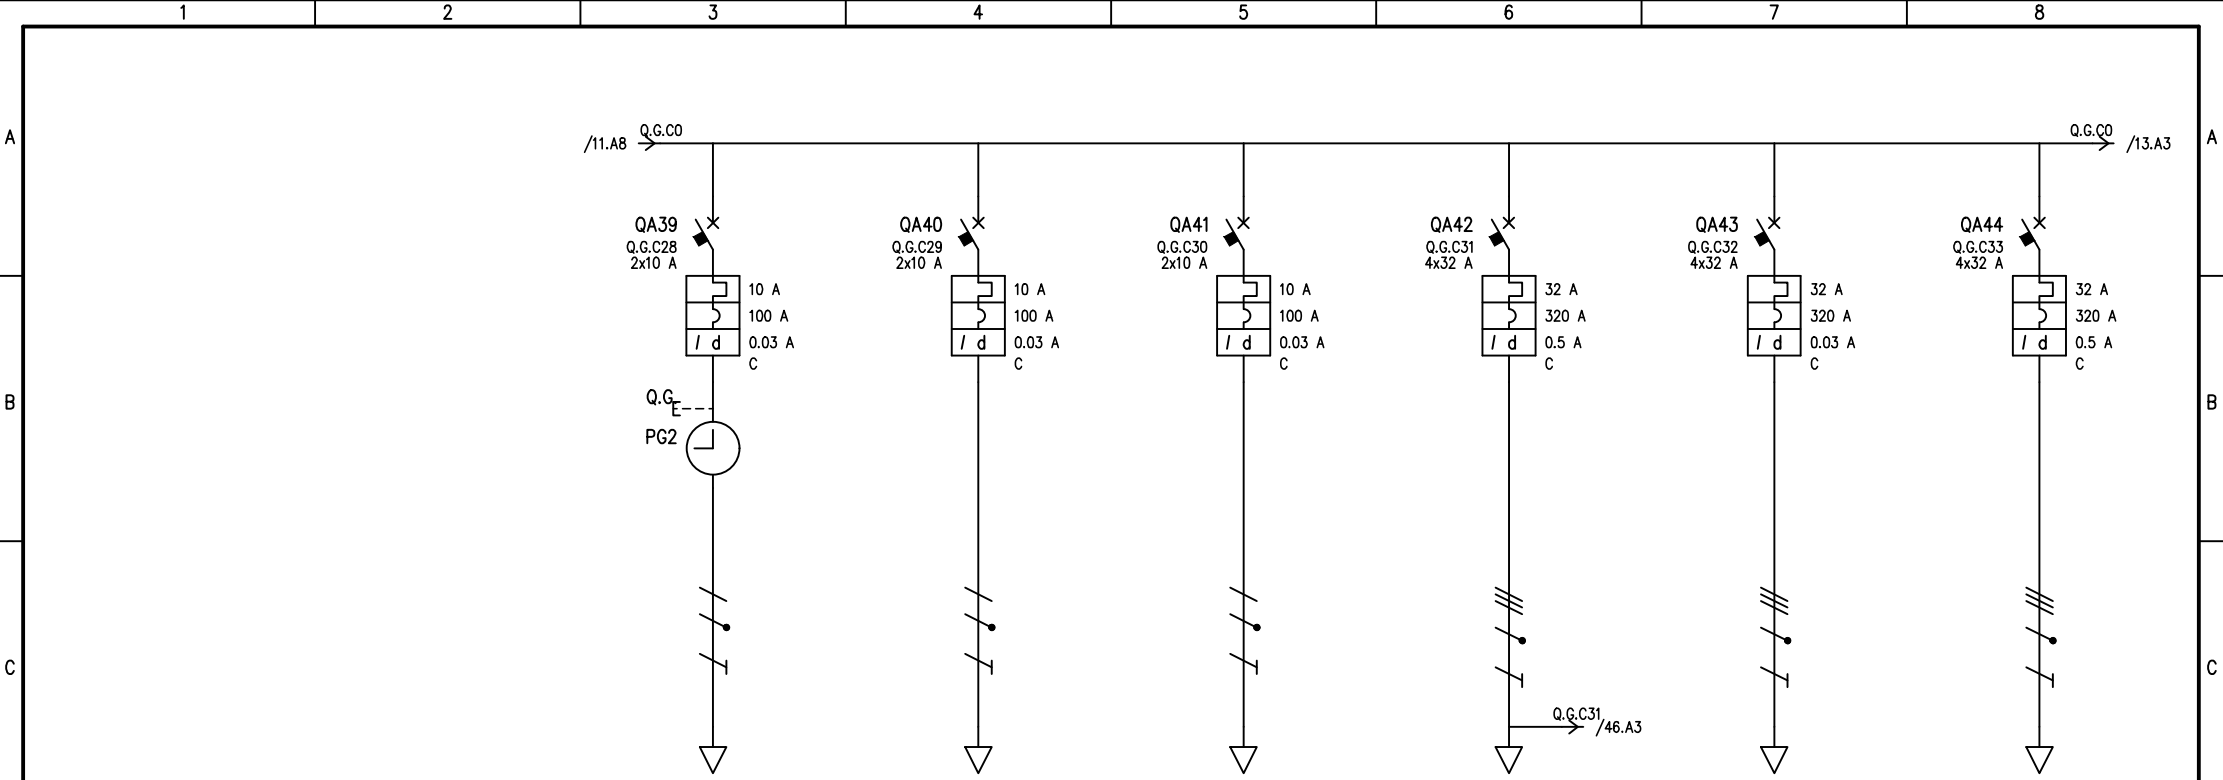 1 2 3 4 5 6 7 8
A A
Q.G.C0 Q.G.C0
/11.A8 /13.A3
QA39 QA40 QA41 QA42 QA43 QA44
Q.G.C28 Q.G.C29 Q.G.C30 Q.G.C31 Q.G.C32 Q.G.C33
2x10 A 2x10 A 2x10 A 4x32 A 4x32 A 4x32 A
10 A 10 A 10 A 32 A 32 A 32 A
100 A 100 A 100 A 320 A 320 A 320 A
I d 0.03 A I d 0.03 A I d 0.03 A I d 0.5 A I d 0.03 A I d 0.5 A
C C C C C C
B Q.G. B
PG2
C C
Q.G.C31
/46.A3